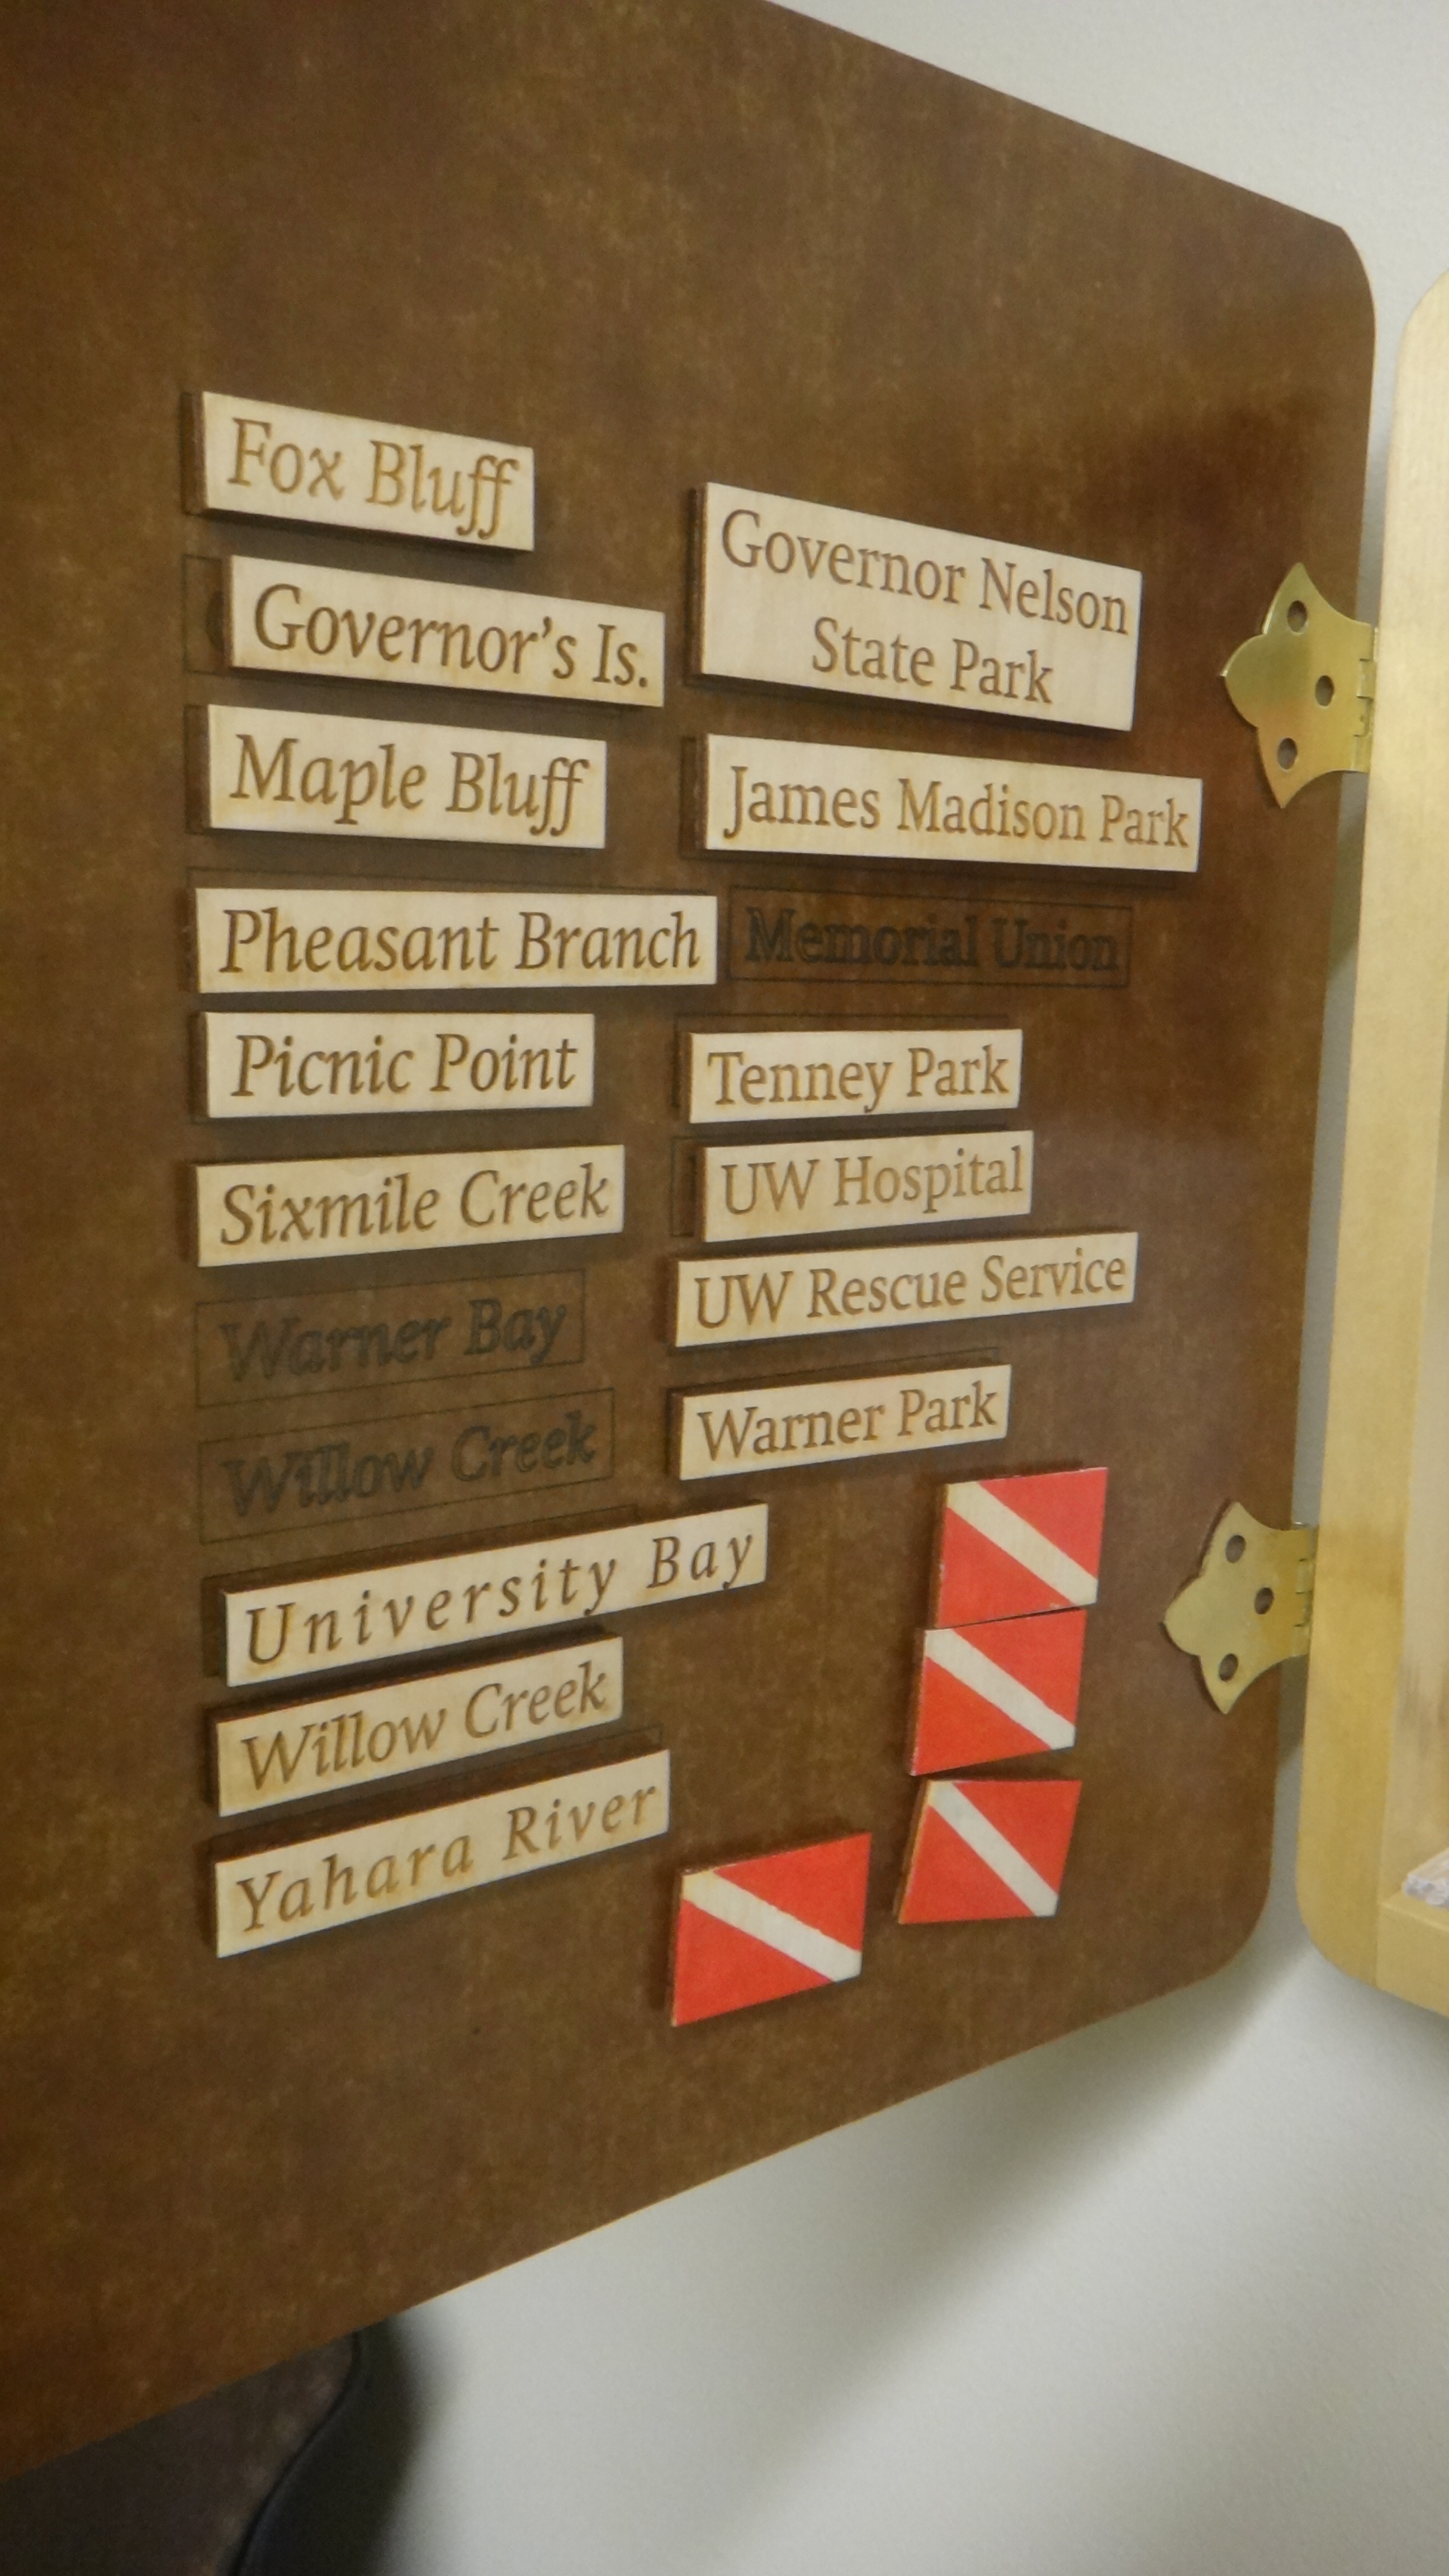 Fox Bluff
Governor's Is.
Maple Bluff
Pheasant Branch
Picnic Point
Sixmile Creek
Warner Bay
Willow Creek
University Bay
Willow Creek
Yahara River
Governor Nelson
State Park
James Madison Park
Memorial Union
Tenney Park
UW Hospital
UW Rescue Service
Warner Park